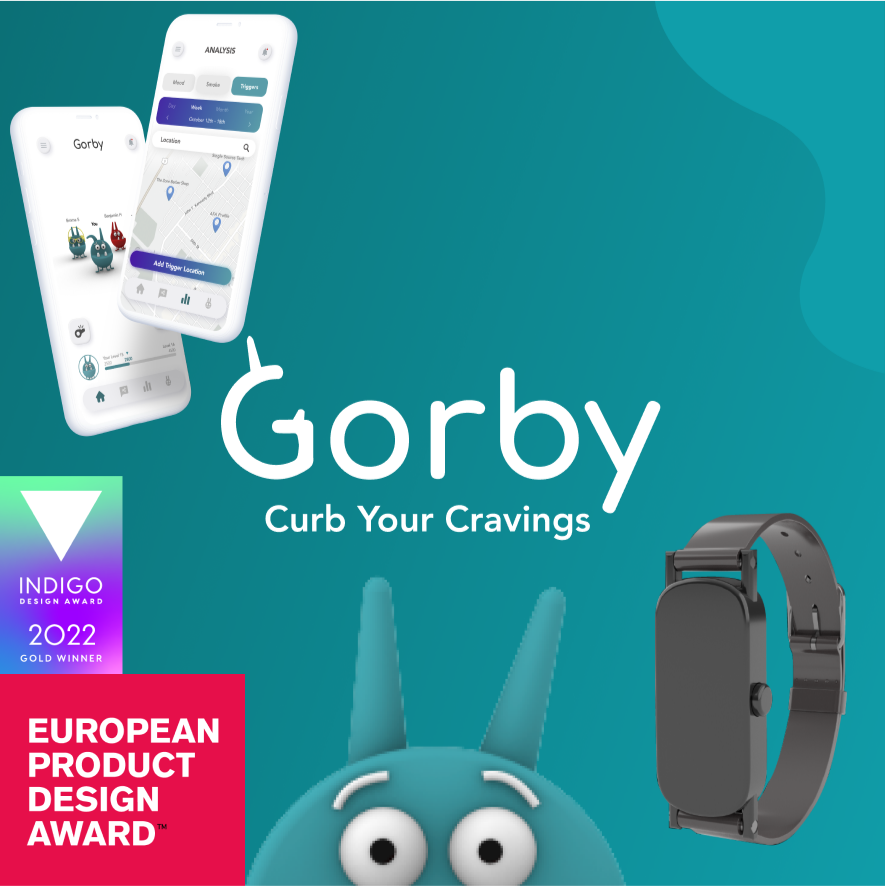 ANALYSIS
Mood
Smoke
Triggers
Day
Week
Month
Year
October 12th - 18th
Location
Add Trigger Location
Gorby
You
Gorby
Curb Your Cravings
INDIGO
DESIGN AWARD
2022
GOLD WINNER
EUROPEAN
PRODUCT
DESIGN
AWARD™